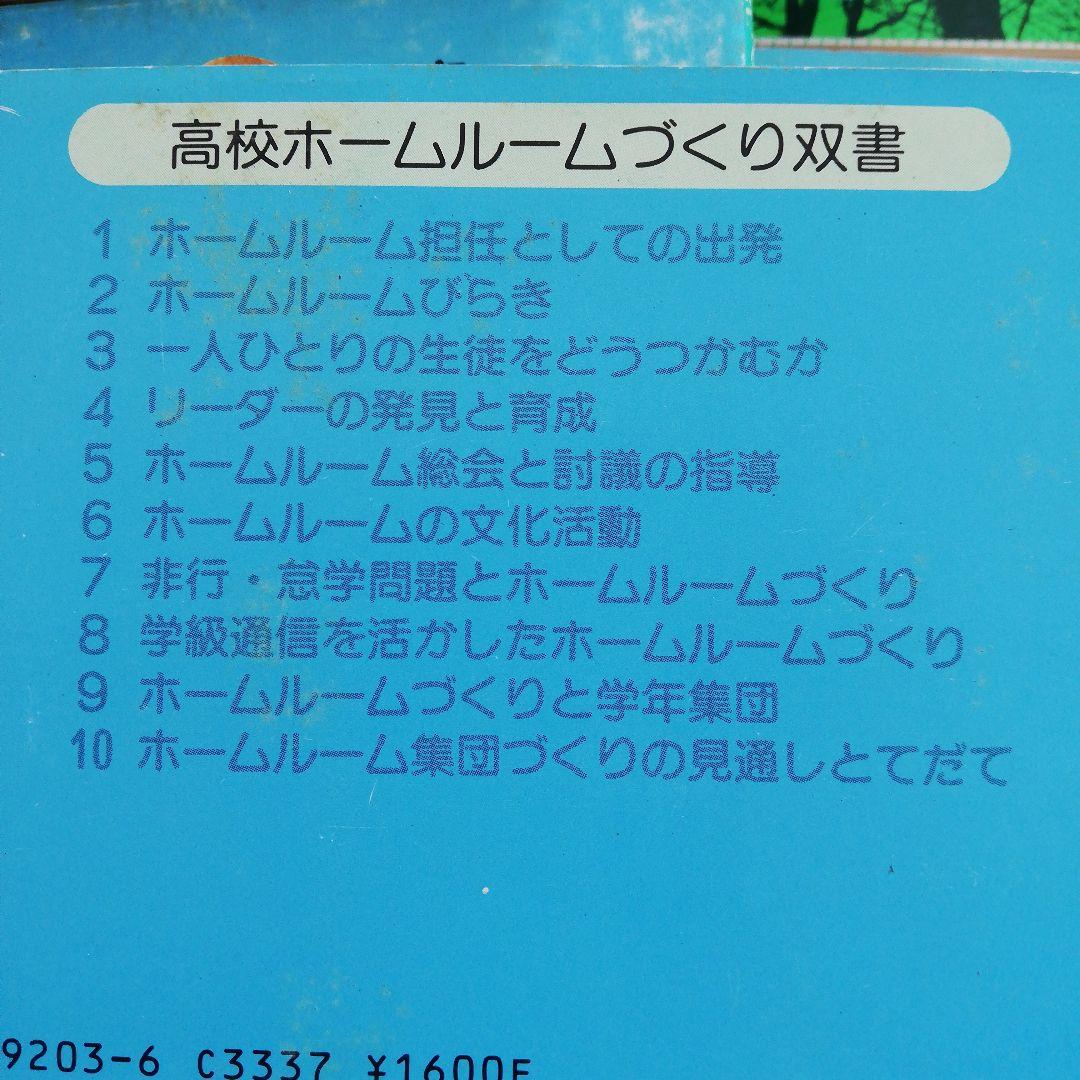 高校ホームルームづくり双書
1 ホームルーム担任としての出発
2 ホームルームびらき
3 一人ひとりの生徒をどうつかむか
4 リーダーの発見と育成
5 ホームルーム総会と討議の指導
6 ホームルームの文化活動
7 非行・怠学問題とホームルームづくり
8 学級通信を活かしたホームルームづくり
9 ホームルームづくりと学年集団
10 ホームルーム集団づくりの見通しとてだて
9203-6 C3337 ¥1600E